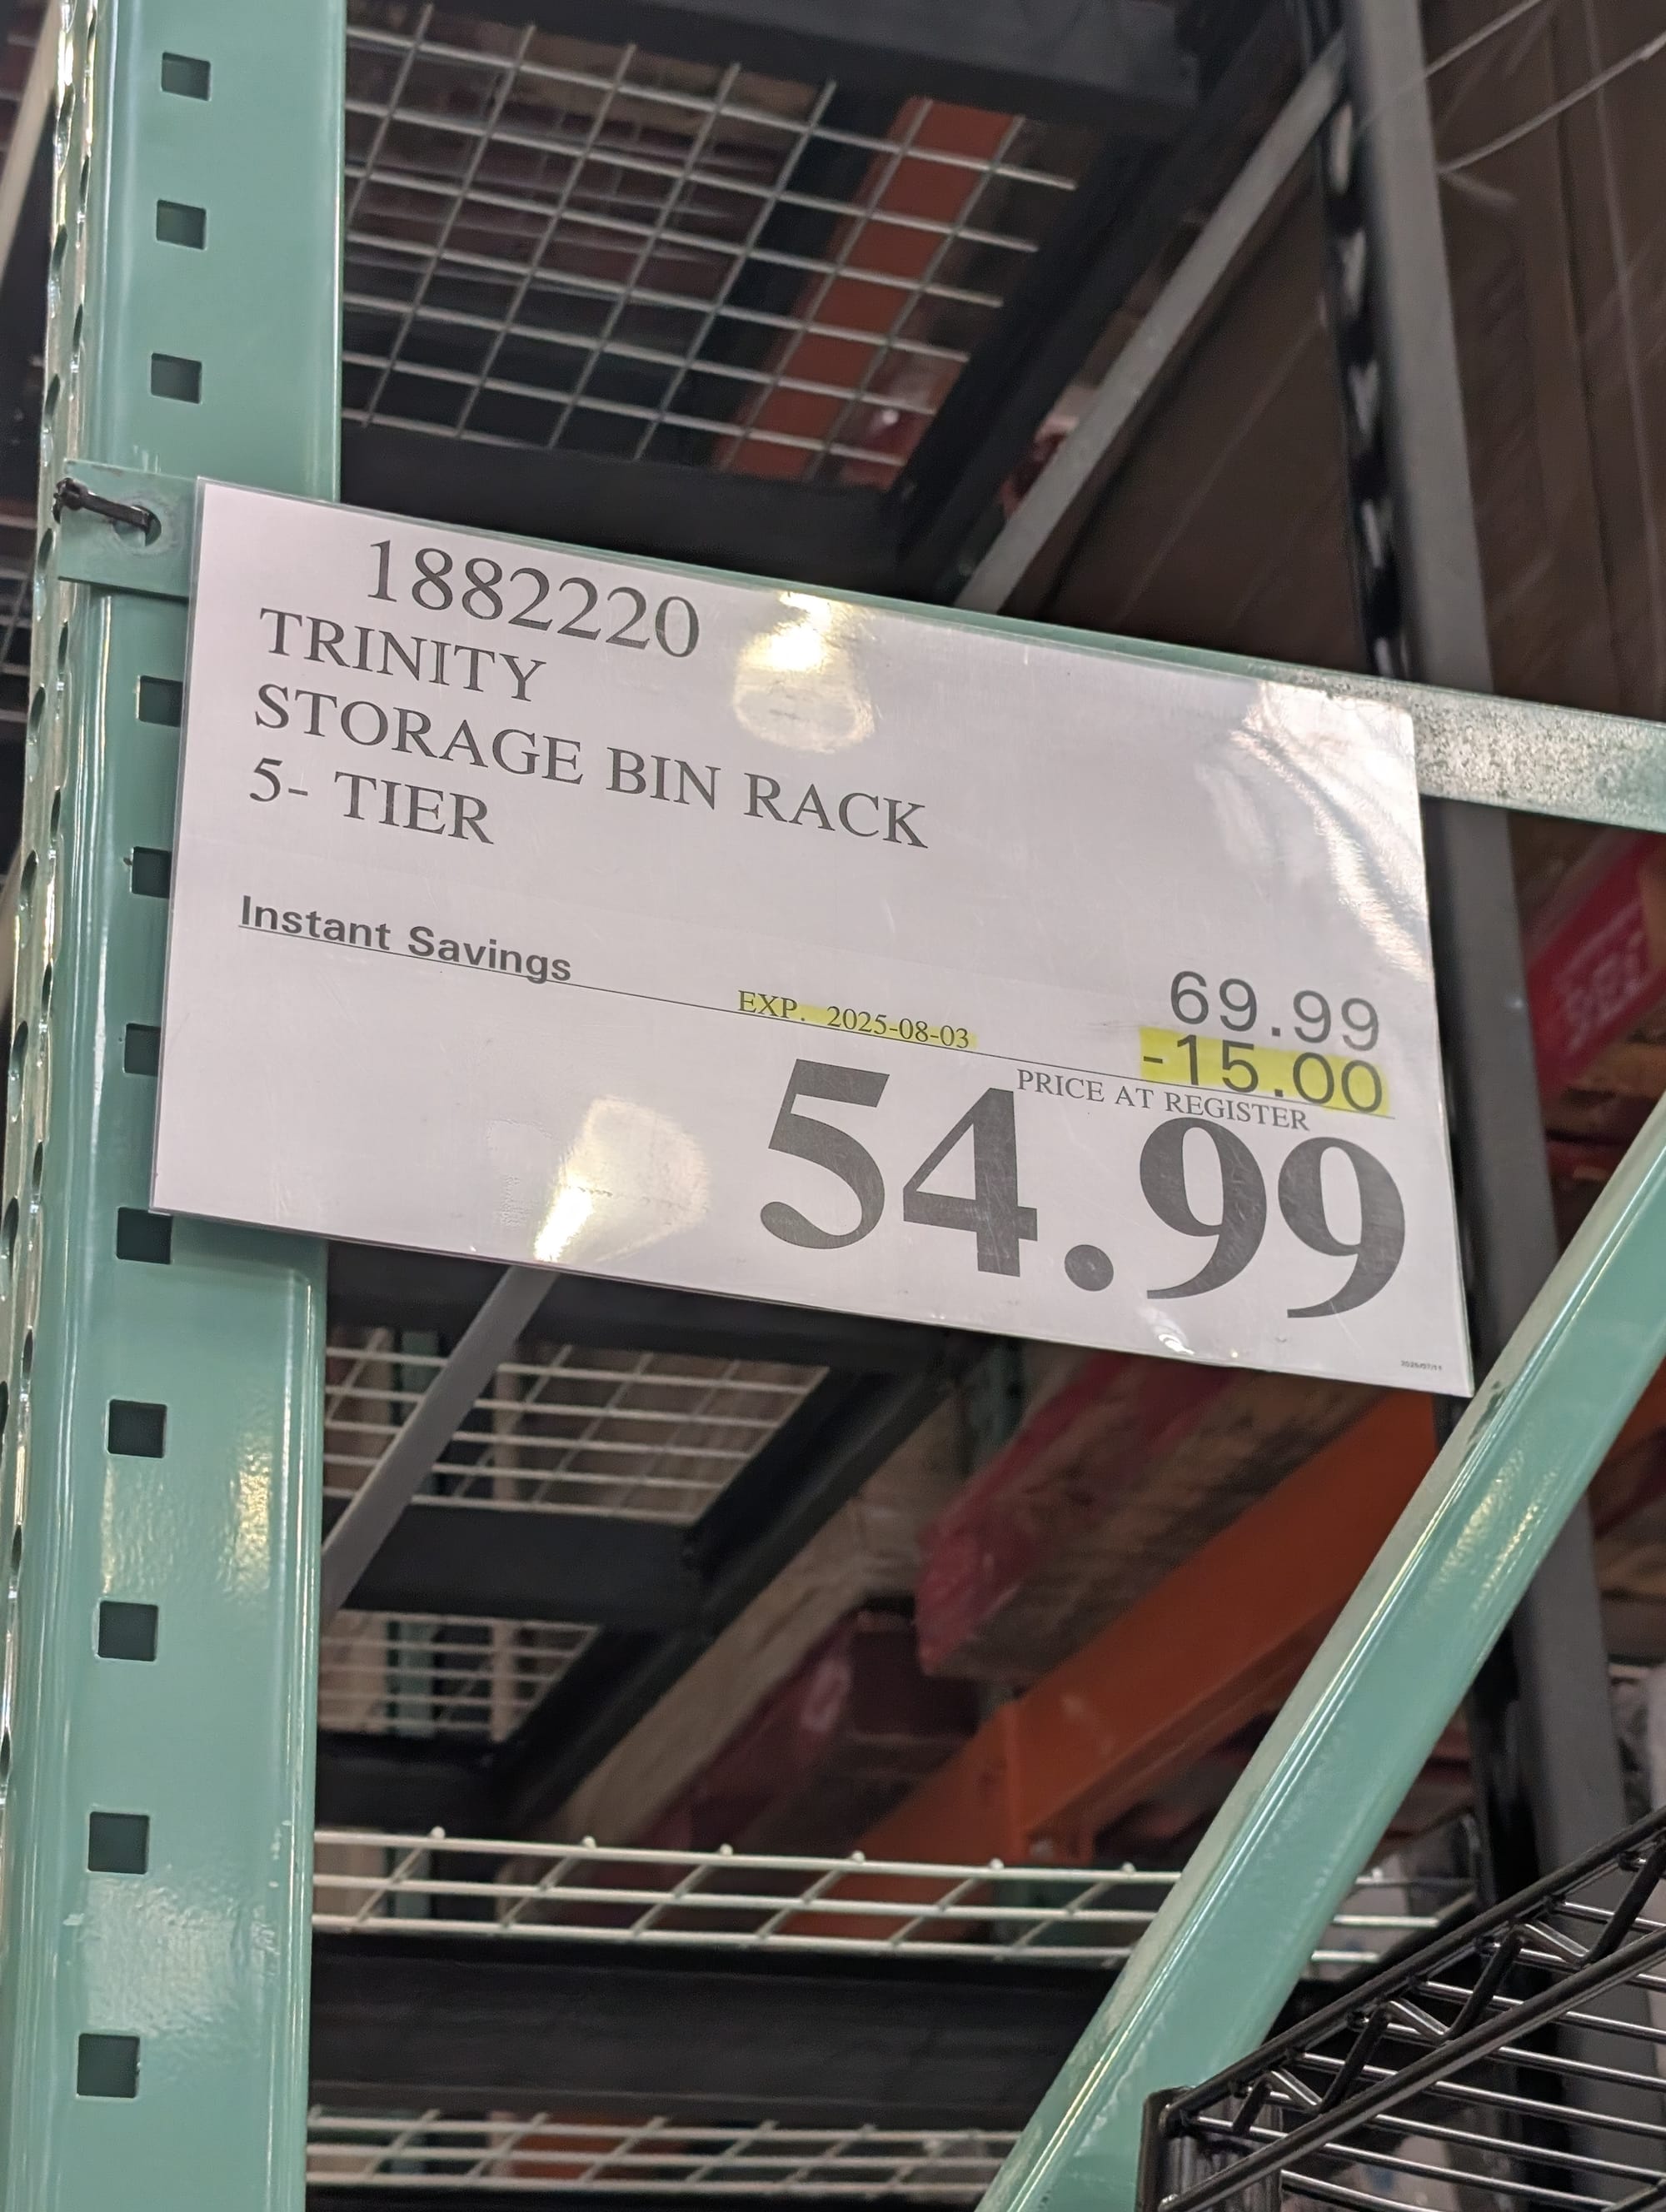 1882220
TRINITY
STORAGE BIN RACK
5- TIER
69.99
Instant Savings EXP. 2025-08-03 -15.00
PRICE AT REGISTER
54.99